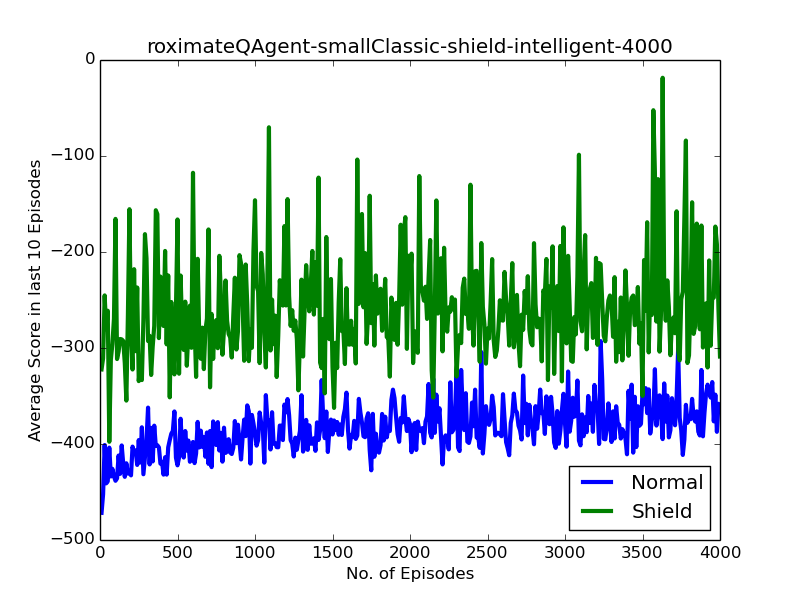 roximateQAgent-smallClassic-shield-intelligent-4000
0
−100
−200
−300
−400
−500
Average Score in last 10 Episodes
0 500 1000 1500 2000 2500 3000 3500 4000
No. of Episodes
Normal
Shield